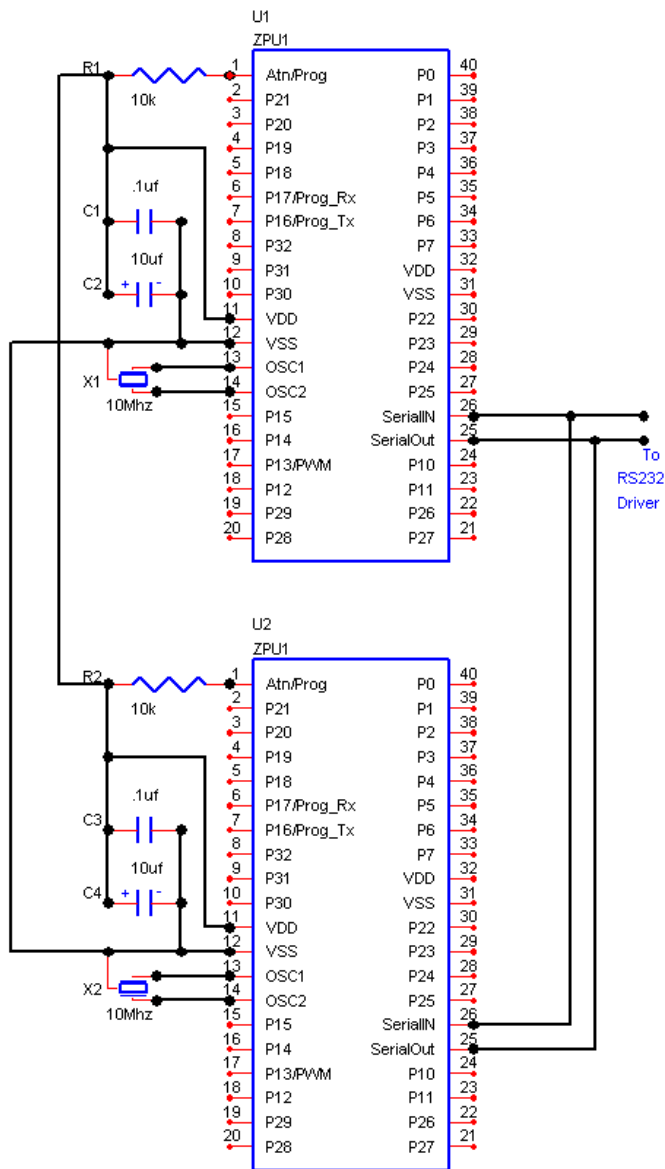 U1
ZPU1
R1
10k
.1uf
C1
10uf
C2
+ -
X1
10Mhz
1 Atn/Prog P0 40
2 P21 P1 39
3 P20 P2 38
4 P19 P3 37
5 P18 P4 36
6 P17/Prog_Rx P5 35
7 P16/Prog_Tx P6 34
8 P32 P7 33
9 P31 VDD 32
10 P30 VSS 31
11 VDD P22 30
12 VSS P23 29
13 OSC1 P24 28
14 OSC2 P25 27
15 P15 SerialIN 26
16 P14 SerialOut 25
17 P13/PWM P10 24
18 P12 P11 23
19 P29 P26 22
20 P28 P27 21
To
RS232
Driver
U2
ZPU1
R2
10k
.1uf
C3
10uf
C4
+ -
X2
10Mhz
1 Atn/Prog P0 40
2 P21 P1 39
3 P20 P2 38
4 P19 P3 37
5 P18 P4 36
6 P17/Prog_Rx P5 35
7 P16/Prog_Tx P6 34
8 P32 P7 33
9 P31 VDD 32
10 P30 VSS 31
11 VDD P22 30
12 VSS P23 29
13 OSC1 P24 28
14 OSC2 P25 27
15 P15 SerialIN 26
16 P14 SerialOut 25
17 P13/PWM P10 24
18 P12 P11 23
19 P29 P26 22
20 P28 P27 21